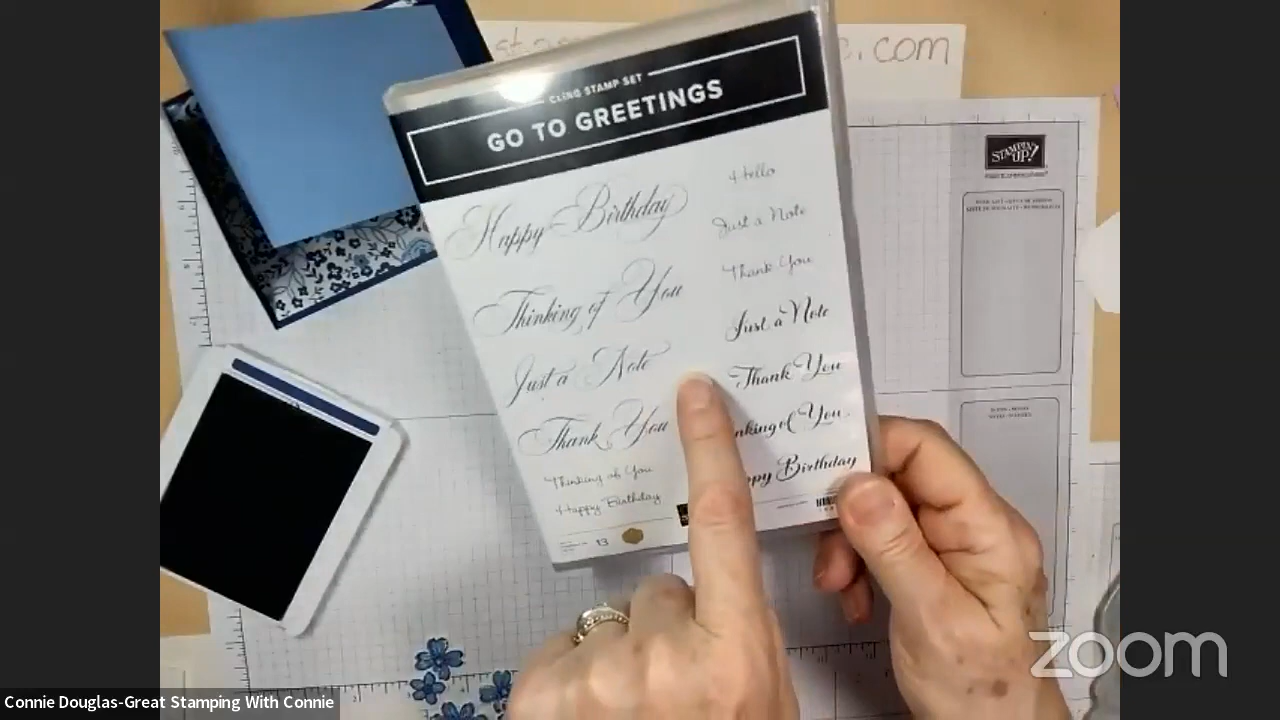 .com
CLING STAMP SET
GO TO GREETINGS
Happy Birthday
Thinking of You
Just a Note
Thank You
Thinking of You
Happy Birthday
13
Hello
Just a Note
Thank You
Just a Note
Thank You
nking of You
ppy Birthday
STAMPIN' UP!
zoom
Connie Douglas-Great Stamping With Connie